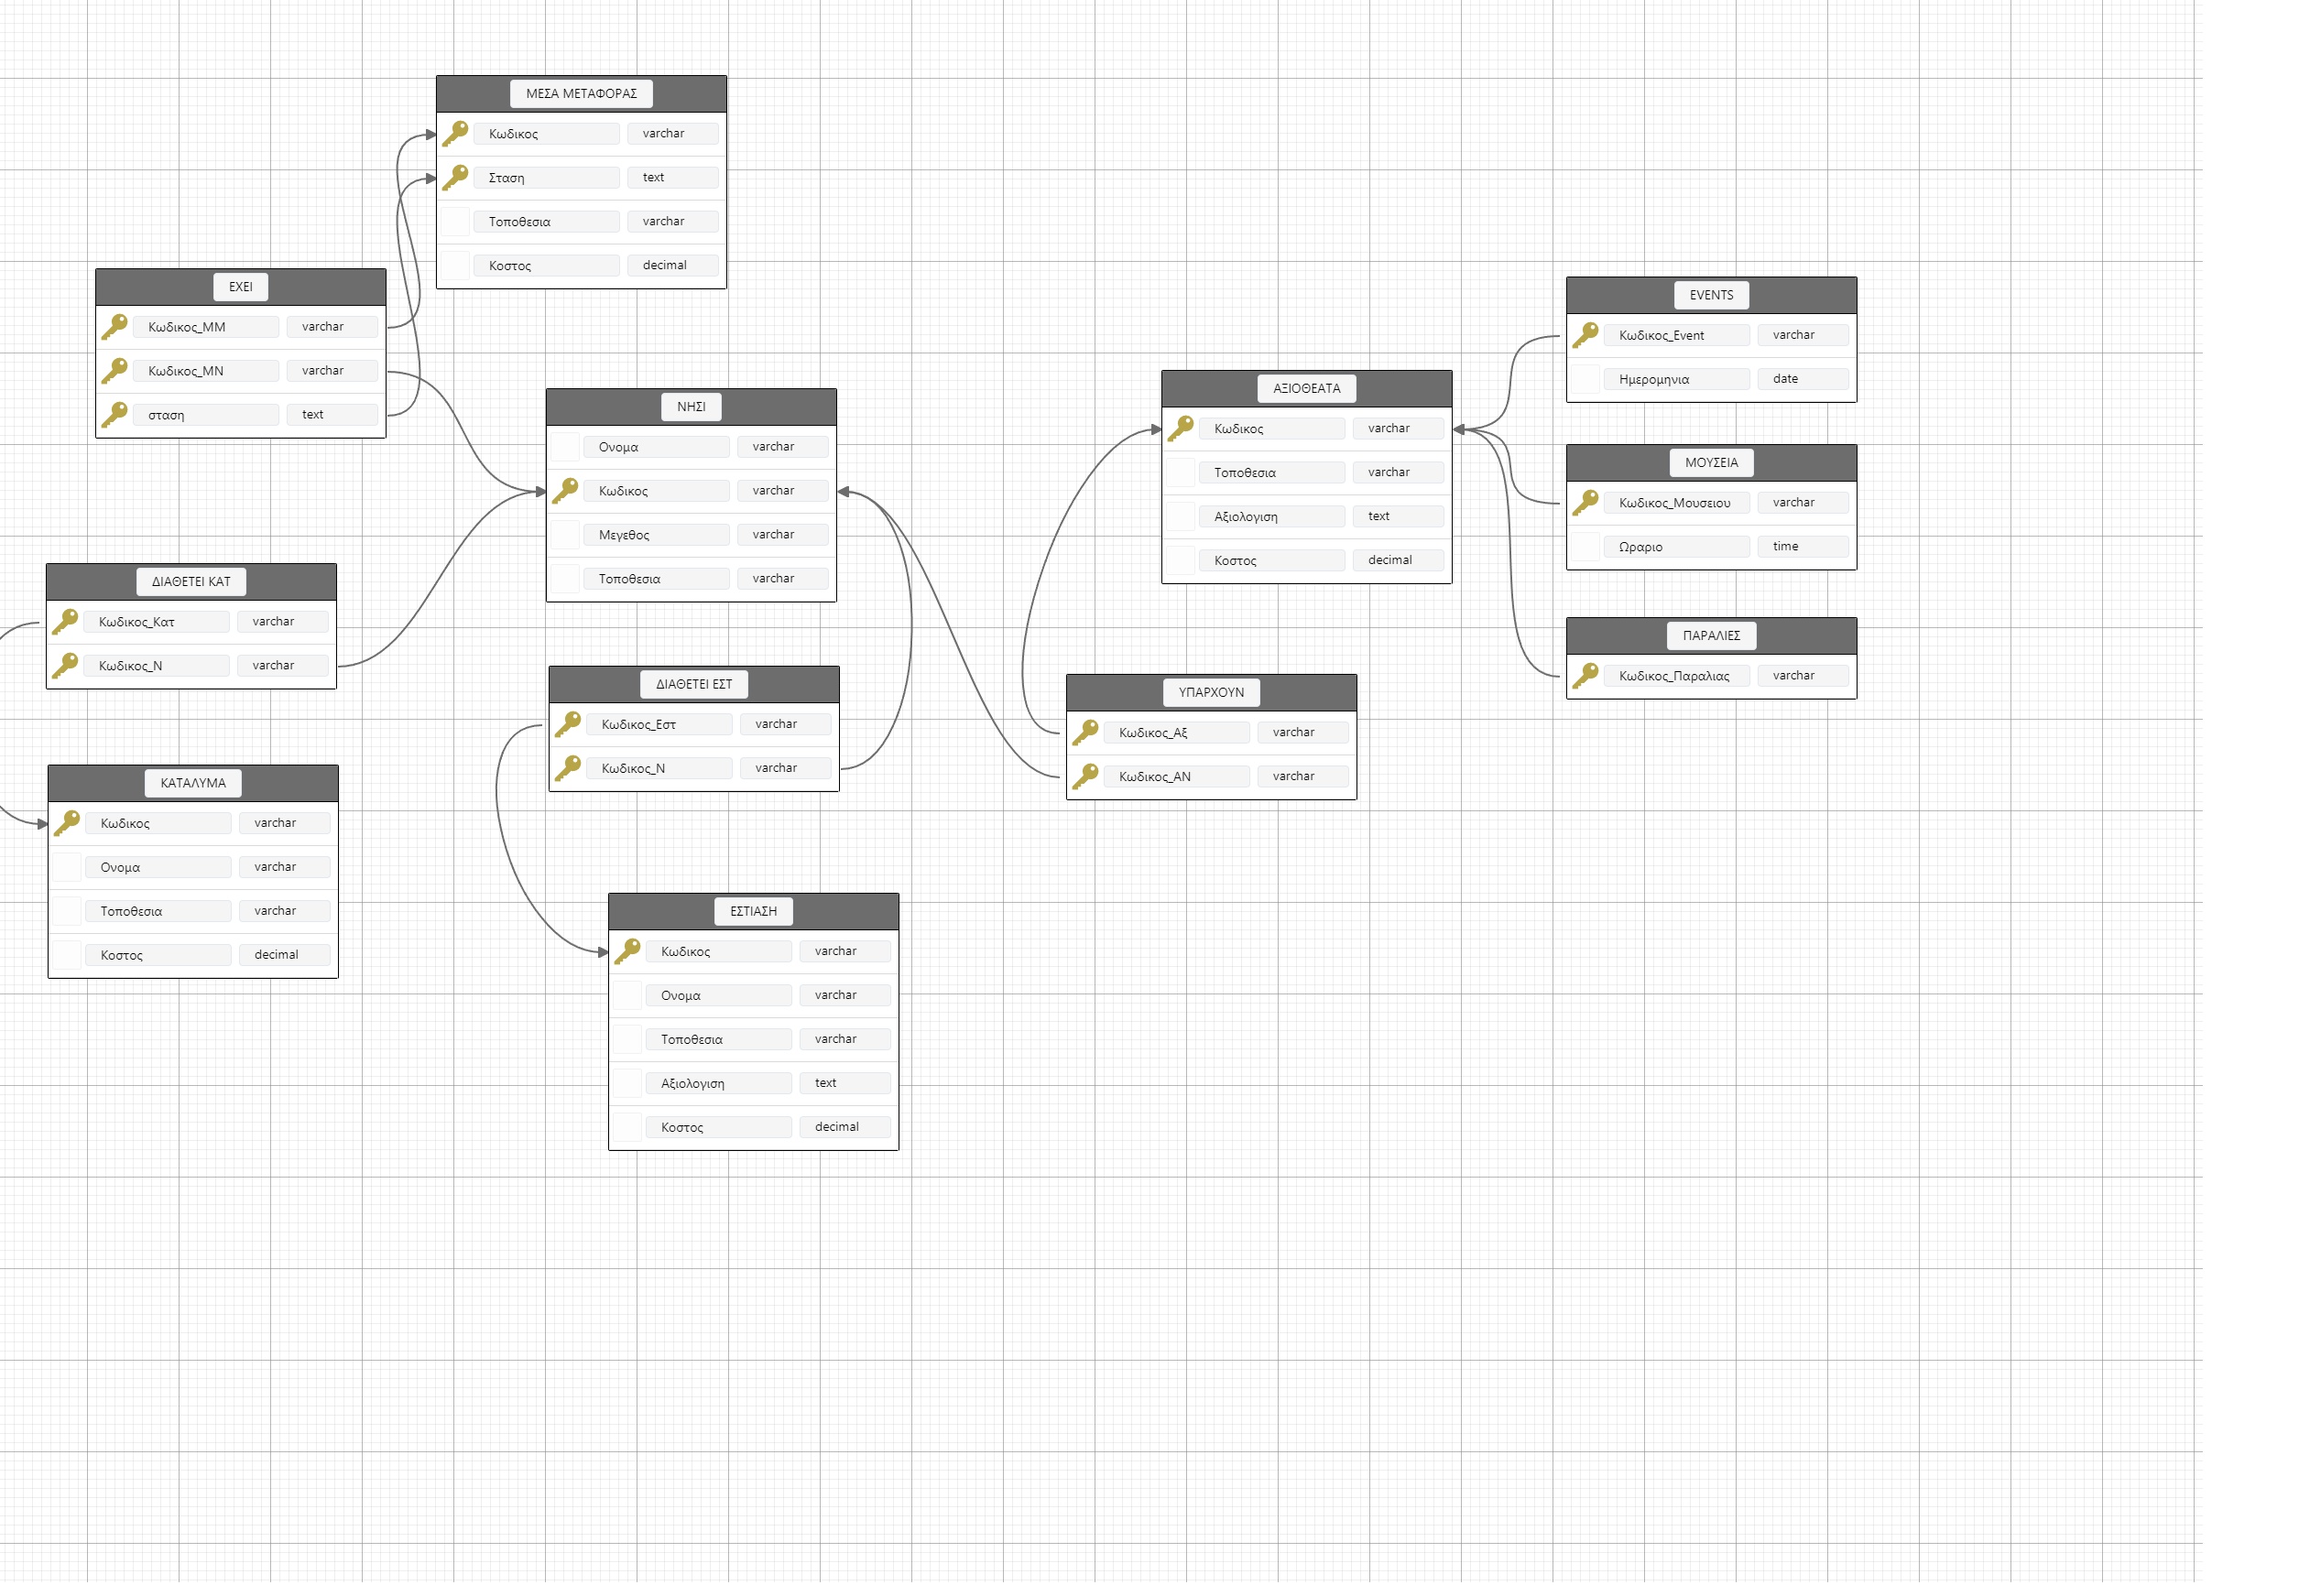 ΜΕΣΑ ΜΕΤΑΦΟΡΑΣ
Κωδικος varchar
Σταση text
Τοποθεσια varchar
Κοστος decimal
ΕΧΕΙ
Κωδικος_ΜΜ varchar
Κωδικος_ΜΝ varchar
σταση text
ΝΗΣΙ
Ονομα varchar
Κωδικος varchar
Μεγεθος varchar
Τοποθεσια varchar
ΑΞΙΟΘΕΑΤΑ
Κωδικος varchar
Τοποθεσια varchar
Αξιολογιση text
Κοστος decimal
EVENTS
Κωδικος_Event varchar
Ημερομηνια date
ΜΟΥΣΕΙΑ
Κωδικος_Μουσειου varchar
Ωραριο time
ΠΑΡΑΛΙΕΣ
Κωδικος_Παραλιας varchar
ΔΙΑΘΕΤΕΙ ΚΑΤ
Κωδικος_Κατ varchar
Κωδικος_Ν varchar
ΔΙΑΘΕΤΕΙ ΕΣΤ
Κωδικος_Εστ varchar
Κωδικος_Ν varchar
ΥΠΑΡΧΟΥΝ
Κωδικος_Αξ varchar
Κωδικος_ΑΝ varchar
ΚΑΤΑΛΥΜΑ
Κωδικος varchar
Ονομα varchar
Τοποθεσια varchar
Κοστος decimal
ΕΣΤΙΑΣΗ
Κωδικος varchar
Ονομα varchar
Τοποθεσια varchar
Αξιολογιση text
Κοστος decimal